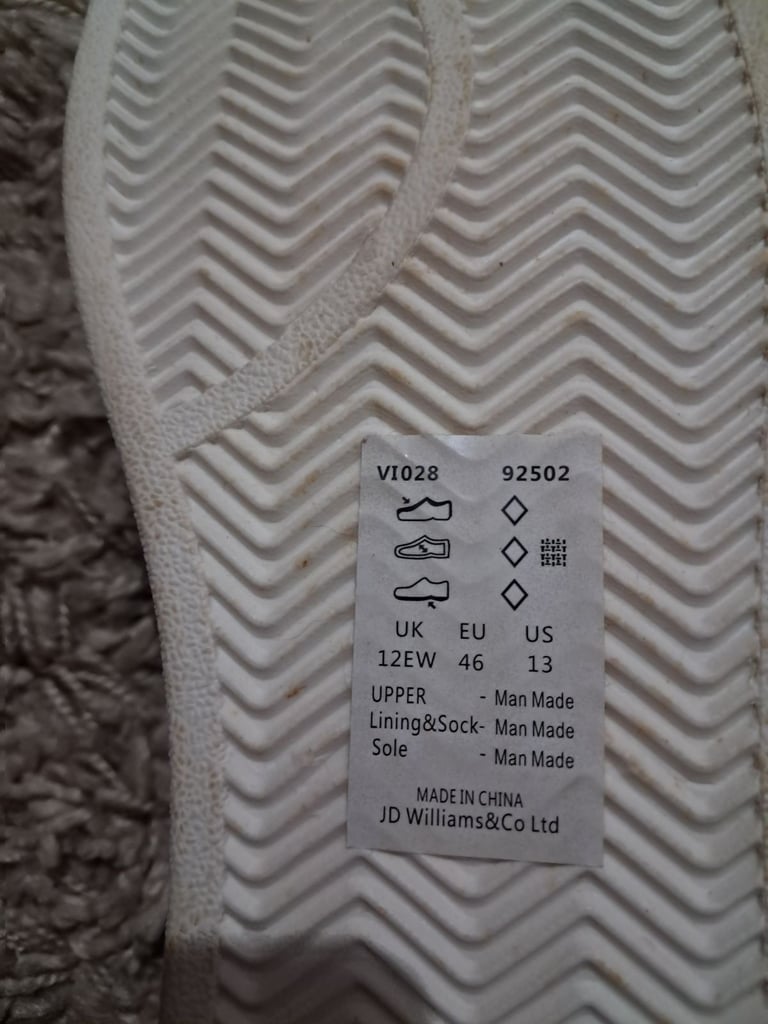 VI028 92502
UK EU US
12EW 46 13
UPPER - Man Made
Lining&Sock- Man Made
Sole - Man Made
MADE IN CHINA
JD Williams&Co Ltd